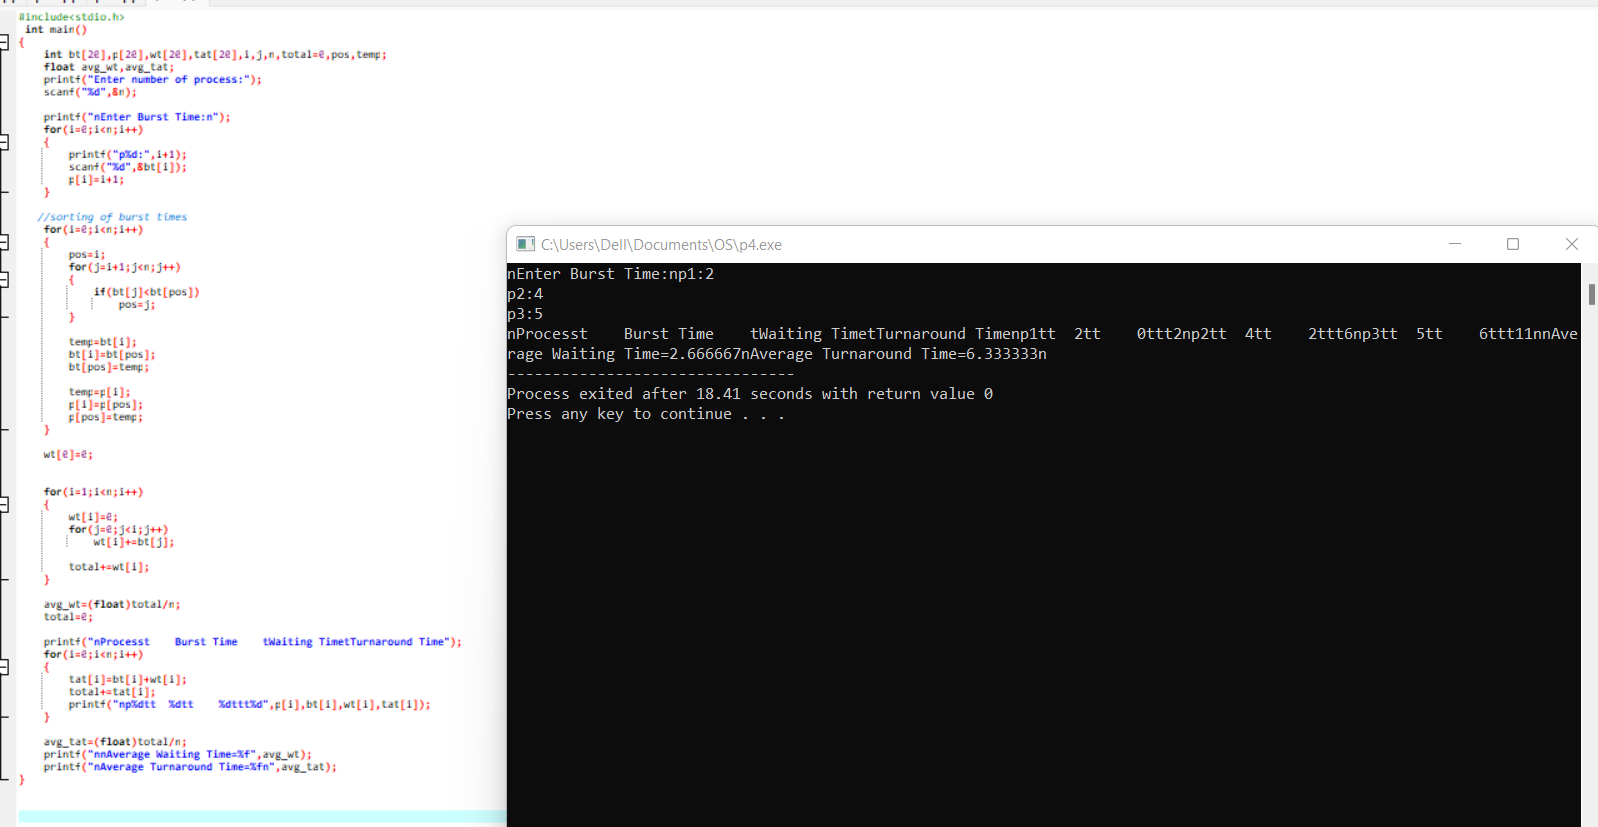 #include<stdio.h>
int main()
{
int bt[20],p[20],wt[20],tat[20],i,j,n,total=0,pos,temp;
float avg_wt,avg_tat;
printf("Enter number of process:");
scanf("%d",&n);
printf("nEnter Burst Time:n");
for(i=0;i<n;i++)
{
printf("p%d:",i+1);
scanf("%d",&bt[i]);
p[i]=i+1;
}
//sorting of burst times
for(i=0;i<n;i++)
{
pos=i;
for(j=i+1;j<n;j++)
{
if(bt[j]<bt[pos])
pos=j;
}
temp=bt[i];
bt[i]=bt[pos];
bt[pos]=temp;
temp=p[i];
p[i]=p[pos];
p[pos]=temp;
}
wt[0]=0;
for(i=1;i<n;i++)
{
wt[i]=0;
for(j=0;j<i;j++)
wt[i]+=bt[j];
total+=wt[i];
}
avg_wt=(float)total/n;
total=0;
printf("nProcesst    Burst Time    tWaiting TimetTurnaround Time");
for(i=0;i<n;i++)
{
tat[i]=bt[i]+wt[i];
total+=tat[i];
printf("np%dtt  %dtt    %dttt%d",p[i],bt[i],wt[i],tat[i]);
}
avg_tat=(float)total/n;
printf("nnAverage Waiting Time=%f",avg_wt);
printf("nAverage Turnaround Time=%fn",avg_tat);
}
C:\Users\Dell\Documents\OS\p4.exe
nEnter Burst Time:np1:2
p2:4
p3:5
nProcesst    Burst Time    tWaiting TimetTurnaround Timenp1tt  2tt    0ttt2np2tt  4tt    2ttt6np3tt  5tt    6ttt11nnAve
rage Waiting Time=2.666667nAverage Turnaround Time=6.333333n
--------------------------------
Process exited after 18.41 seconds with return value 0
Press any key to continue . . .